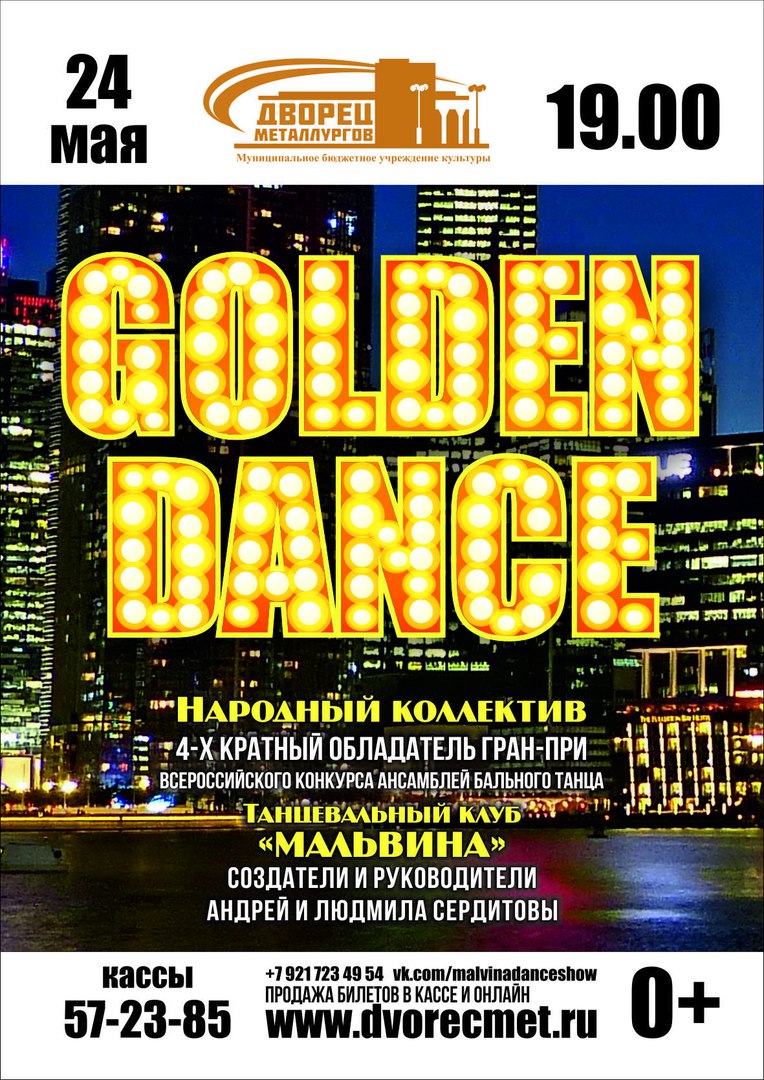 24
мая
ДВОРЕЦ
МЕТАЛЛУРГОВ
Муниципальное бюджетное учреждение культуры
19.00
GOLDEN
DANCE
Народный коллектив
4-Х КРАТНЫЙ ОБЛАДАТЕЛЬ ГРАН-ПРИ
ВСЕРОССИЙСКОГО КОНКУРСА АНСАМБЛЕЙ БАЛЬНОГО ТАНЦА
Танцевальный клуб
«МАЛЬВИНА»
СОЗДАТЕЛИ И РУКОВОДИТЕЛИ
АНДРЕЙ И ЛЮДМИЛА СЕРДИТОВЫ
кассы
57-23-85
+7 921 723 49 54 vk.com/malvinadanceshow
ПРОДАЖА БИЛЕТОВ В КАССЕ И ОНЛАЙН
www.dvorecmet.ru
0+